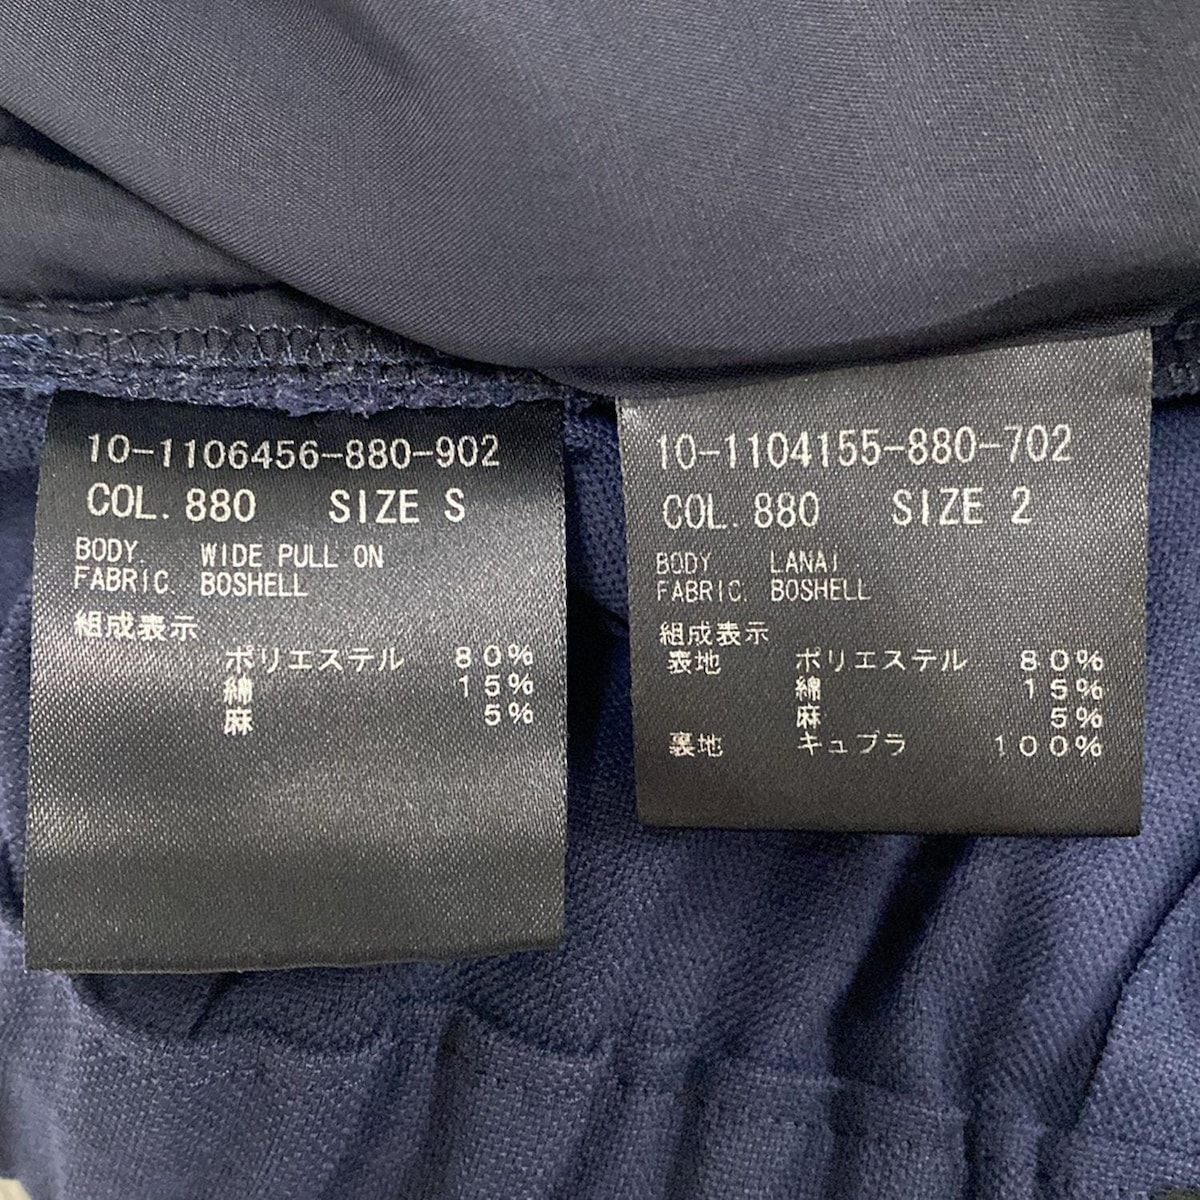 10-1106456-880-902
COL. 880 SIZE S
BODY. WIDE PULL ON
FABRIC. BOSHELL
組成表示
ポリエステル 80%
綿 15%
麻 5%
10-1104155-880-702
COL. 880 SIZE 2
BODY LANAI
FABRIC. BOSHELL
組成表示
表地 ポリエステル 80%
綿 15%
麻 5%
裏地 キュプラ 100%